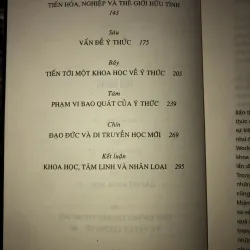 TIẾN HÓA, NGHIỆP VÀ THẾ GIỚI HỮU TÌNH
143
Sáu
VẤN ĐỀ Ý THỨC 175
Bảy
TIẾN TỚI MỘT KHOA HỌC VỀ Ý THỨC 203
Tám
PHẠM VI BAO QUÁT CỦA Ý THỨC 239
Chín
ĐẠO ĐỨC VÀ DI TRUYỀN HỌC MỚI 269
Kết luận
KHOA HỌC, TÂM LINH VÀ NHÂN LOẠI 295